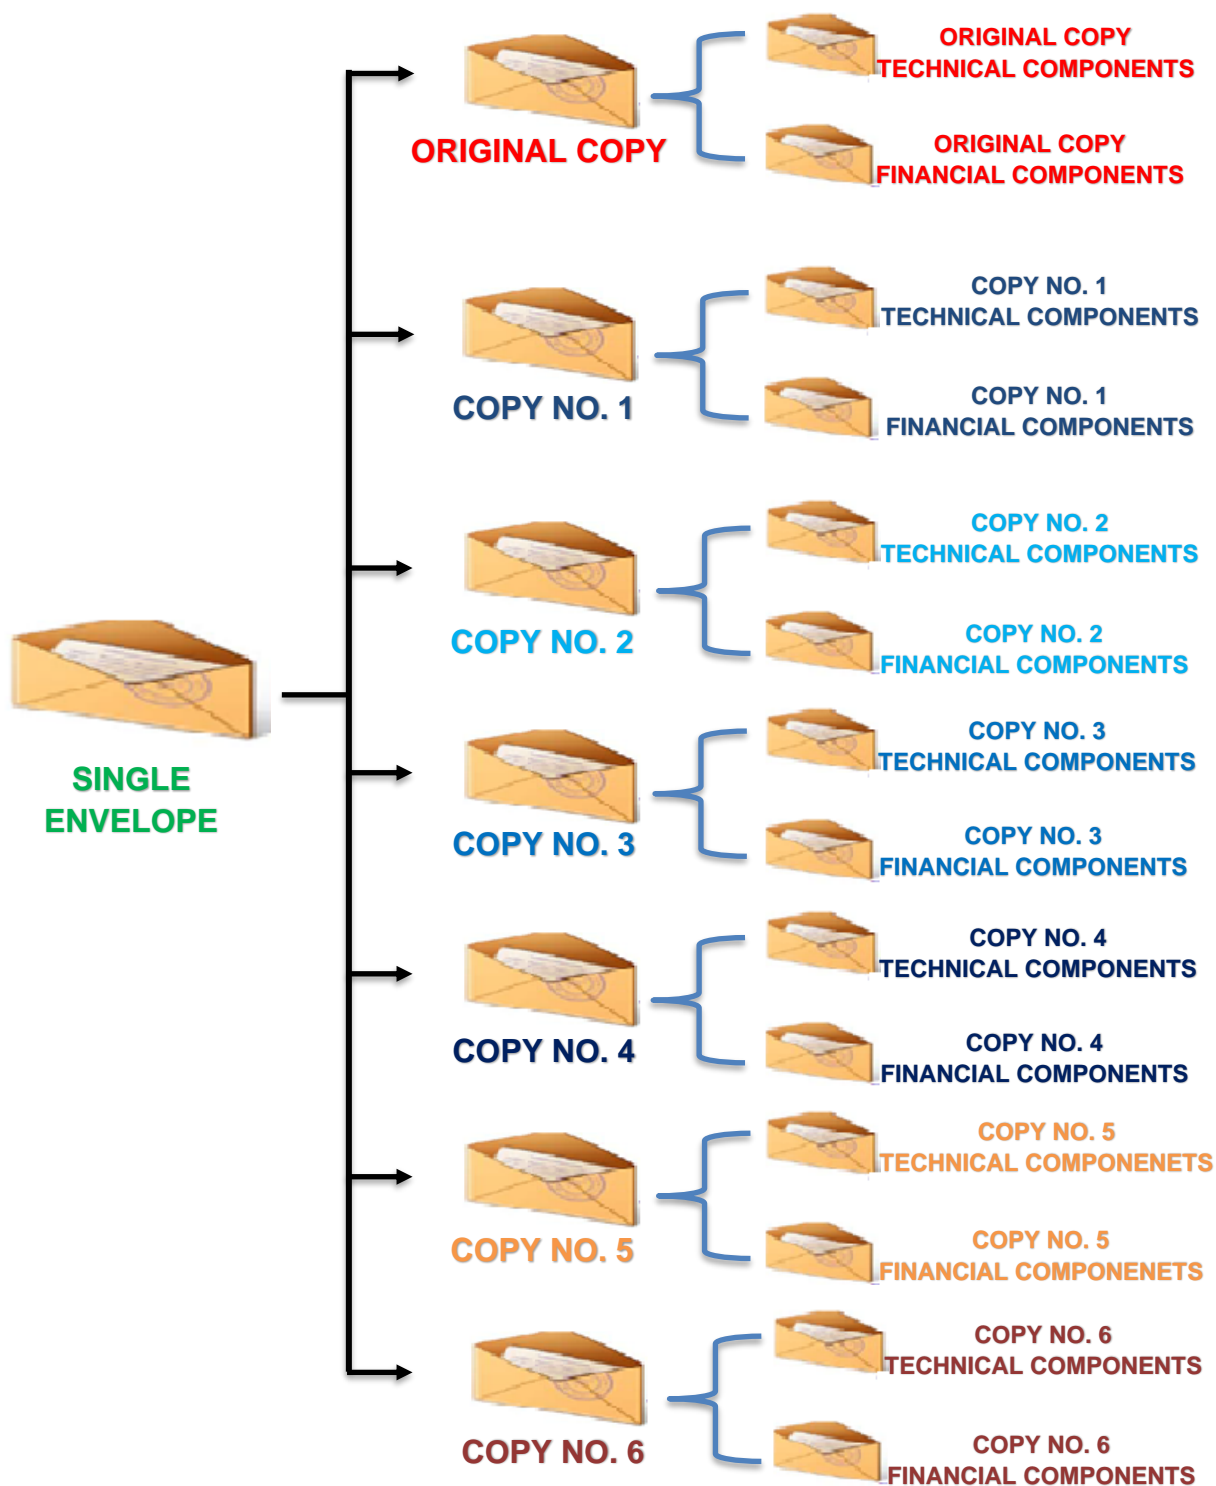 ORIGINAL COPY
TECHNICAL COMPONENTS
ORIGINAL COPY
FINANCIAL COMPONENTS
ORIGINAL COPY
COPY NO. 1
TECHNICAL COMPONENTS
COPY NO. 1
FINANCIAL COMPONENTS
COPY NO. 1
COPY NO. 2
TECHNICAL COMPONENTS
COPY NO. 2
FINANCIAL COMPONENTS
COPY NO. 2
SINGLE
ENVELOPE
COPY NO. 3
TECHNICAL COMPONENTS
COPY NO. 3
FINANCIAL COMPONENTS
COPY NO. 3
COPY NO. 4
TECHNICAL COMPONENTS
COPY NO. 4
FINANCIAL COMPONENTS
COPY NO. 4
COPY NO. 5
TECHNICAL COMPONENETS
COPY NO. 5
FINANCIAL COMPONENETS
COPY NO. 5
COPY NO. 6
TECHNICAL COMPONENTS
COPY NO. 6
FINANCIAL COMPONENTS
COPY NO. 6